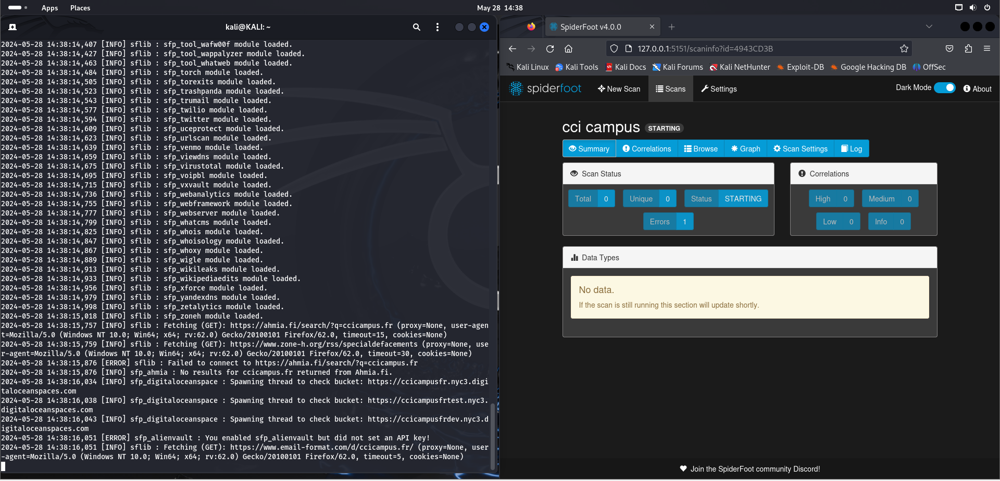 Apps Places
May 28 14:38
kali@KALI: ~
2024-05-28 14:38:14,407 [INFO] sflib : sfp_tool_wafw00f module loaded.
2024-05-28 14:38:14,427 [INFO] sflib : sfp_tool_wappalyzer module loaded.
2024-05-28 14:38:14,463 [INFO] sflib : sfp_tool_whatweb module loaded.
2024-05-28 14:38:14,484 [INFO] sflib : sfp_torch module loaded.
2024-05-28 14:38:14,505 [INFO] sflib : sfp_torexits module loaded.
2024-05-28 14:38:14,523 [INFO] sflib : sfp_trashpanda module loaded.
2024-05-28 14:38:14,543 [INFO] sflib : sfp_trumail module loaded.
2024-05-28 14:38:14,577 [INFO] sflib : sfp_twilio module loaded.
2024-05-28 14:38:14,594 [INFO] sflib : sfp_twitter module loaded.
2024-05-28 14:38:14,609 [INFO] sflib : sfp_uceprotect module loaded.
2024-05-28 14:38:14,623 [INFO] sflib : sfp_urlscan module loaded.
2024-05-28 14:38:14,639 [INFO] sflib : sfp_venmo module loaded.
2024-05-28 14:38:14,659 [INFO] sflib : sfp_viewdns module loaded.
2024-05-28 14:38:14,675 [INFO] sflib : sfp_virustotal module loaded.
2024-05-28 14:38:14,695 [INFO] sflib : sfp_voipbl module loaded.
2024-05-28 14:38:14,715 [INFO] sflib : sfp_vxvault module loaded.
2024-05-28 14:38:14,736 [INFO] sflib : sfp_webanalytics module loaded.
2024-05-28 14:38:14,755 [INFO] sflib : sfp_webframework module loaded.
2024-05-28 14:38:14,777 [INFO] sflib : sfp_webserver module loaded.
2024-05-28 14:38:14,799 [INFO] sflib : sfp_whatcms module loaded.
2024-05-28 14:38:14,825 [INFO] sflib : sfp_whois module loaded.
2024-05-28 14:38:14,847 [INFO] sflib : sfp_whoisology module loaded.
2024-05-28 14:38:14,867 [INFO] sflib : sfp_whoxy module loaded.
2024-05-28 14:38:14,889 [INFO] sflib : sfp_wigle module loaded.
2024-05-28 14:38:14,913 [INFO] sflib : sfp_wikileaks module loaded.
2024-05-28 14:38:14,933 [INFO] sflib : sfp_wikipediaedits module loaded.
2024-05-28 14:38:14,956 [INFO] sflib : sfp_xforce module loaded.
2024-05-28 14:38:14,979 [INFO] sflib : sfp_yandexdns module loaded.
2024-05-28 14:38:14,998 [INFO] sflib : sfp_zetalytics module loaded.
2024-05-28 14:38:15,018 [INFO] sflib : sfp_zoneh module loaded.
2024-05-28 14:38:15,757 [INFO] sflib : Fetching (GET): https://ahmia.fi/search/?q=ccicampus.fr (proxy=None, user-agen
t=Mozilla/5.0 (Windows NT 10.0; Win64; x64; rv:62.0) Gecko/20100101 Firefox/62.0, timeout=15, cookies=None)
2024-05-28 14:38:15,759 [INFO] sflib : Fetching (GET): https://www.zone-h.org/rss/specialdefacements (proxy=None, use
r-agent=Mozilla/5.0 (Windows NT 10.0; Win64; x64; rv:62.0) Gecko/20100101 Firefox/62.0, timeout=30, cookies=None)
2024-05-28 14:38:15,876 [ERROR] sflib : Failed to connect to https://ahmia.fi/search/?q=ccicampus.fr
2024-05-28 14:38:15,876 [INFO] sfp_ahmia : No results for ccicampus.fr returned from Ahmia.fi.
2024-05-28 14:38:16,034 [INFO] sfp_digitaloceanspace : Spawning thread to check bucket: https://ccicampusfr.nyc3.digi
taloceanspaces.com
2024-05-28 14:38:16,038 [INFO] sfp_digitaloceanspace : Spawning thread to check bucket: https://ccicampusfrtest.nyc3.
digitaloceanspaces.com
2024-05-28 14:38:16,043 [INFO] sfp_digitaloceanspace : Spawning thread to check bucket: https://ccicampusfrdev.nyc3.d
igitaloceanspaces.com
2024-05-28 14:38:16,051 [ERROR] sfp_alienvault : You enabled sfp_alienvault but did not set an API key!
2024-05-28 14:38:16,051 [INFO] sflib : Fetching (GET): https://www.email-format.com/d/ccicampus.fr/ (proxy=None, user
-agent=Mozilla/5.0 (Windows NT 10.0; Win64; x64; rv:62.0) Gecko/20100101 Firefox/62.0, timeout=5, cookies=None)
SpiderFoot v4.0.0
127.0.0.1:5151/scaninfo?id=4943CD3B
Kali Linux Kali Tools Kali Docs Kali Forums Kali NetHunter Exploit-DB Google Hacking DB OffSec
spiderfoot New Scan Scans Settings Dark Mode About
cci campus STARTING
Summary Correlations Browse Graph Scan Settings Log
Scan Status
Total 0 Unique 0 Status STARTING
Errors 1
Correlations
High 0 Medium 0
Low 0 Info 0
Data Types
No data.
If the scan is still running this section will update shortly.
Join the SpiderFoot community Discord!